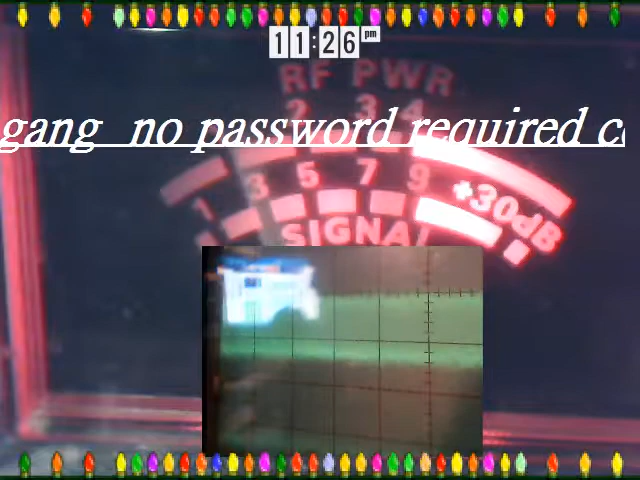 11:26 pm
RF PWR
gang no password required c
2 3 4
1 3 5 7 9 +30dB
SIGNAL